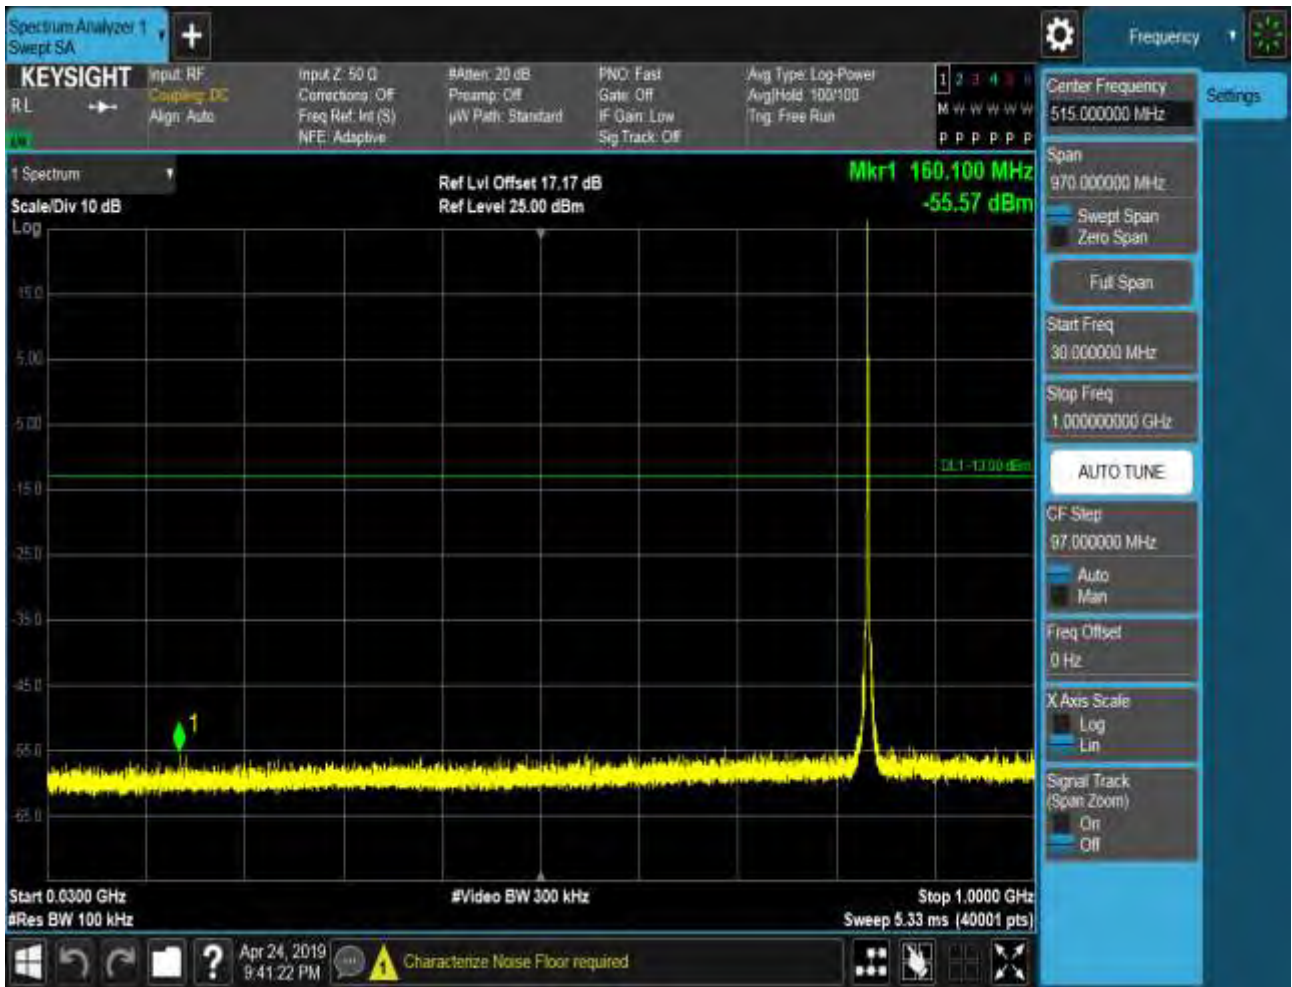 Spectrum Analyzer 1
Swept SA
+
Frequency
KEYSIGHT
RL
Input: RF
Coupling: DC
Align: Auto
Input Z: 50 Ω
Corrections: Off
Freq Ref: Int (S)
NFE: Adaptive
#Atten: 20 dB
Preamp: Off
µW Path: Standard
PNO: Fast
Gate: Off
IF Gain: Low
Sig Track: Off
Avg Type: Log-Power
Avg|Hold: 100/100
Trig: Free Run
1 2 3 4 5 6
M W W W W W
P P P P P P
Center Frequency
515.000000 MHz
Settings
Span
970.000000 MHz
Swept Span
Zero Span
Full Span
Start Freq
30.000000 MHz
Stop Freq
1.000000000 GHz
AUTO TUNE
CF Step
97.000000 MHz
Auto
Man
Freq Offset
0 Hz
X Axis Scale
Log
Lin
Signal Track
(Span Zoom)
On
Off
1 Spectrum
Scale/Div 10 dB
Log
Ref Lvl Offset 17.17 dB
Ref Level 25.00 dBm
Mkr1 160.100 MHz
-55.57 dBm
15.0
5.00
-5.00
DL1 -13.00 dBm
-15.0
-25.0
-35.0
-45.0
1
-55.0
-65.0
Start 0.0300 GHz
#Video BW 300 kHz
Stop 1.0000 GHz
#Res BW 100 kHz
Sweep 5.33 ms (40001 pts)
?
Apr 24, 2019
9:41:22 PM
Characterize Noise Floor required